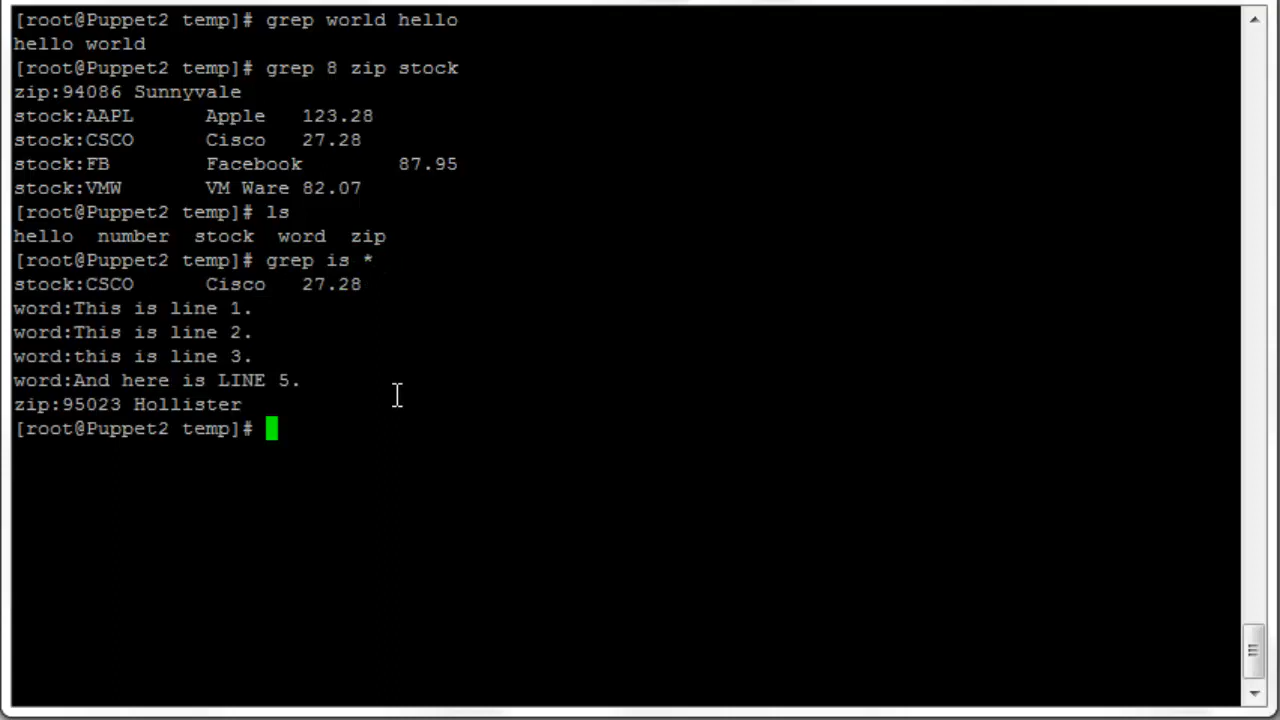 [root@Puppet2 temp]# grep world hello
hello world
[root@Puppet2 temp]# grep 8 zip stock
zip:94086 Sunnyvale
stock:AAPL      Apple   123.28
stock:CSCO      Cisco   27.28
stock:FB        Facebook        87.95
stock:VMW       VM Ware 82.07
[root@Puppet2 temp]# ls
hello  number  stock  word  zip
[root@Puppet2 temp]# grep is *
stock:CSCO      Cisco   27.28
word:This is line 1.
word:This is line 2.
word:this is line 3.
word:And here is LINE 5.
zip:95023 Hollister
[root@Puppet2 temp]#